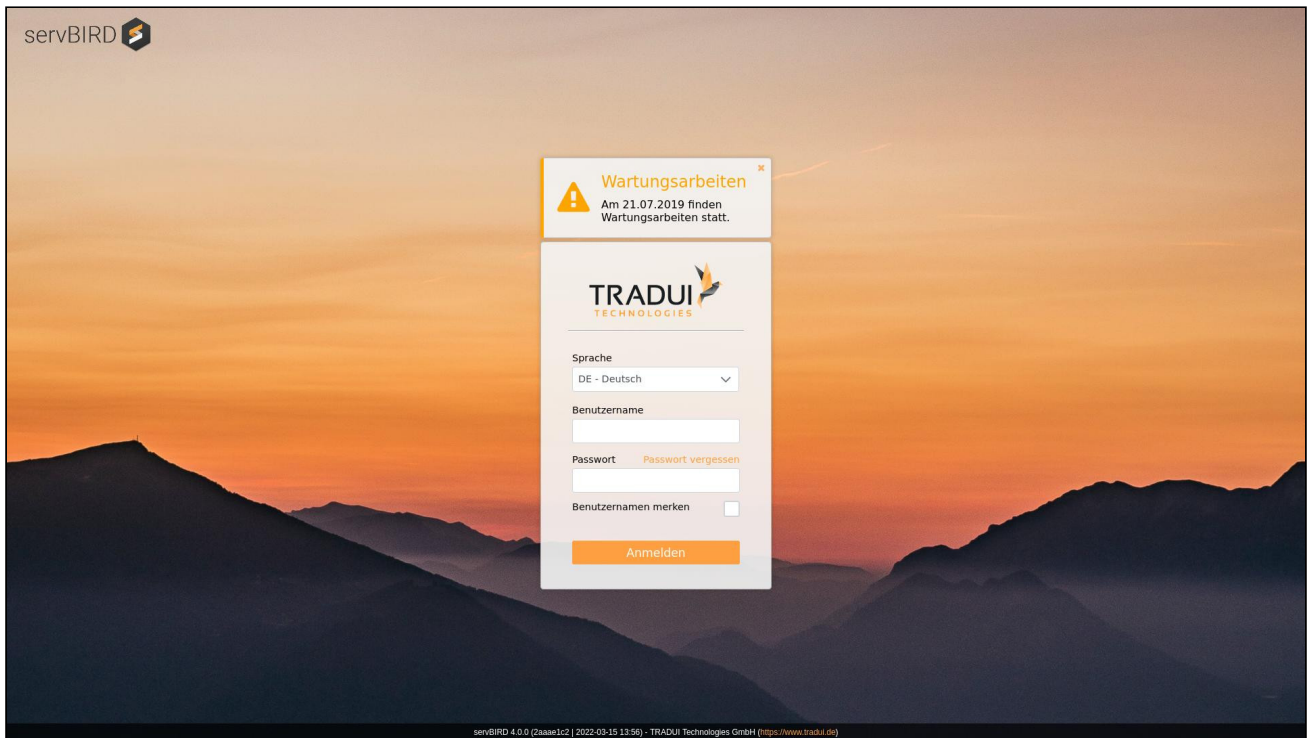 servBIRD
Wartungsarbeiten
Am 21.07.2019 finden
Wartungsarbeiten statt.
TRADUI
TECHNOLOGIES
Sprache
DE - Deutsch
Benutzername
Passwort Passwort vergessen
Benutzernamen merken
Anmelden
servBIRD 4.0.0 (2aaae1c2 | 2022-03-15 13:56) - TRADUI Technologies GmbH (https://www.tradui.de)